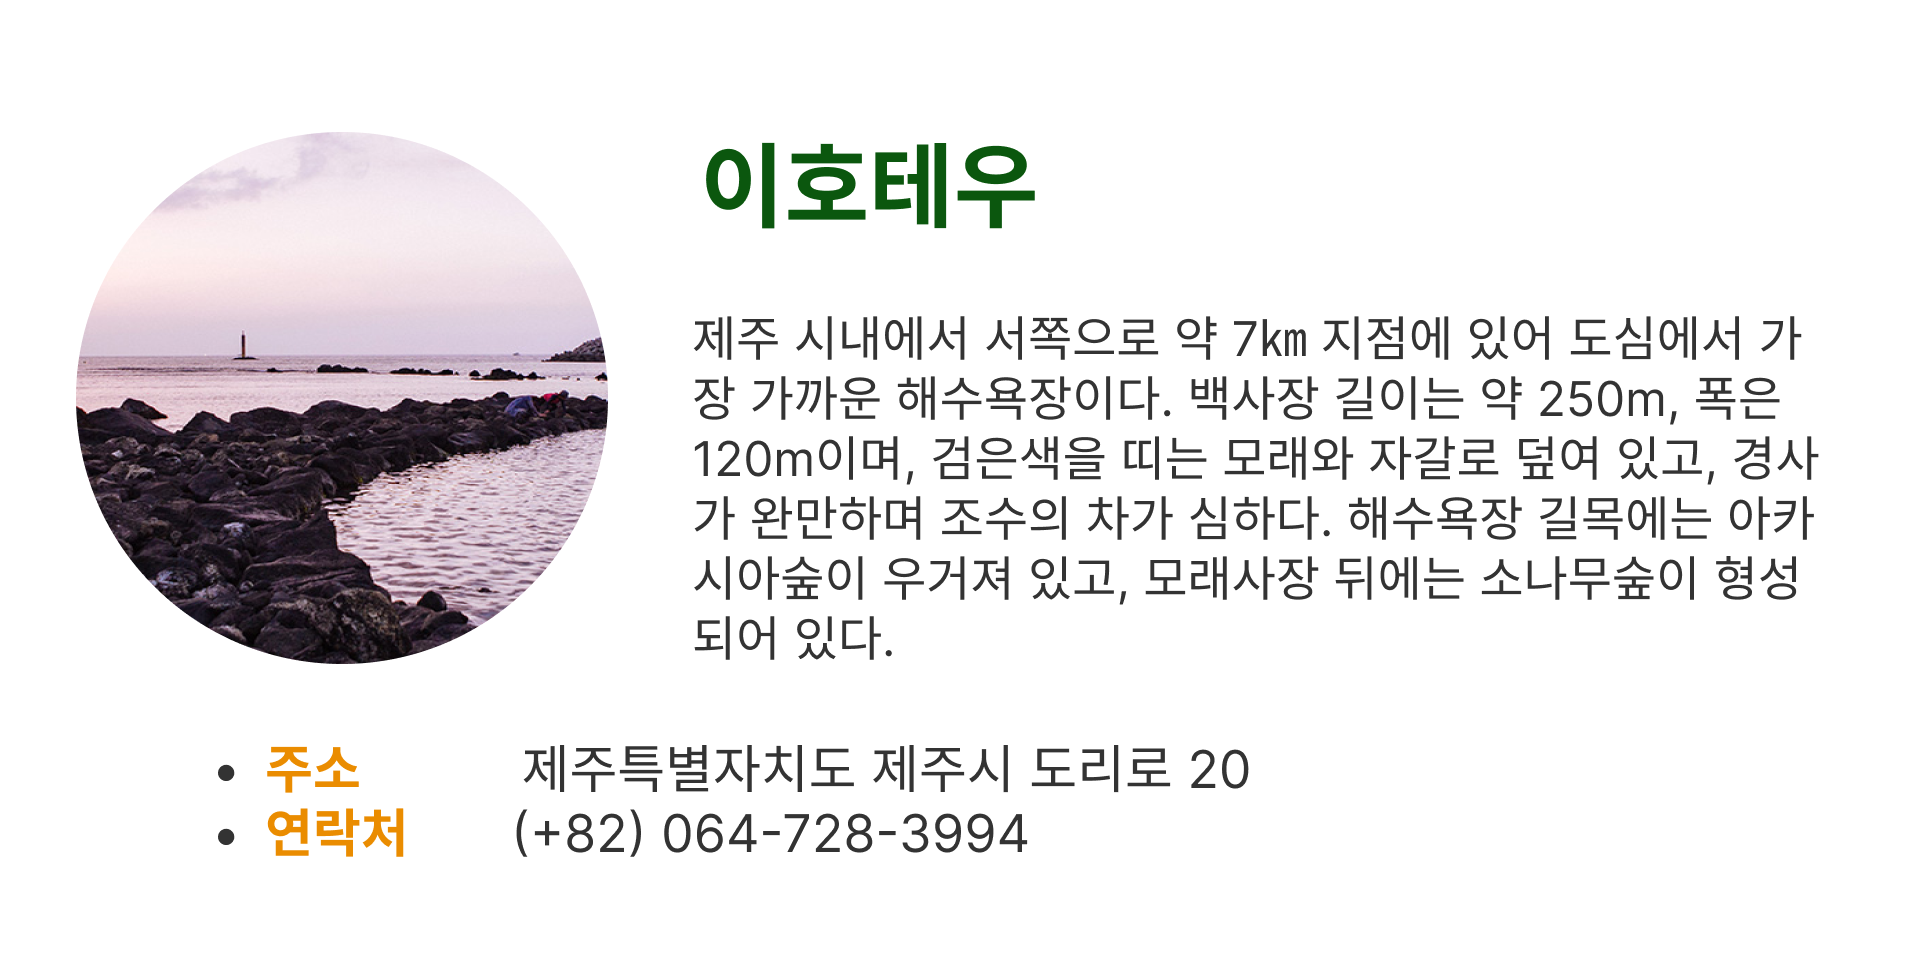 이호테우
제주 시내에서 서쪽으로 약 7㎞ 지점에 있어 도심에서 가
장 가까운 해수욕장이다. 백사장 길이는 약 250m, 폭은
120m이며, 검은색을 띠는 모래와 자갈로 덮여 있고, 경사
가 완만하며 조수의 차가 심하다. 해수욕장 길목에는 아카
시아숲이 우거져 있고, 모래사장 뒤에는 소나무숲이 형성
되어 있다.
• 주소 제주특별자치도 제주시 도리로 20
• 연락처 (+82) 064-728-3994